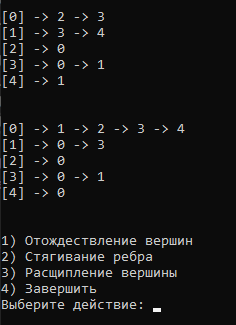 [0] -> 2 -> 3
[1] -> 3 -> 4
[2] -> 0
[3] -> 0 -> 1
[4] -> 1
[0] -> 1 -> 2 -> 3 -> 4
[1] -> 0 -> 3
[2] -> 0
[3] -> 0 -> 1
[4] -> 0
1) Отождествление вершин
2) Стягивание ребра
3) Расщипление вершины
4) Завершить
Выберите действие: